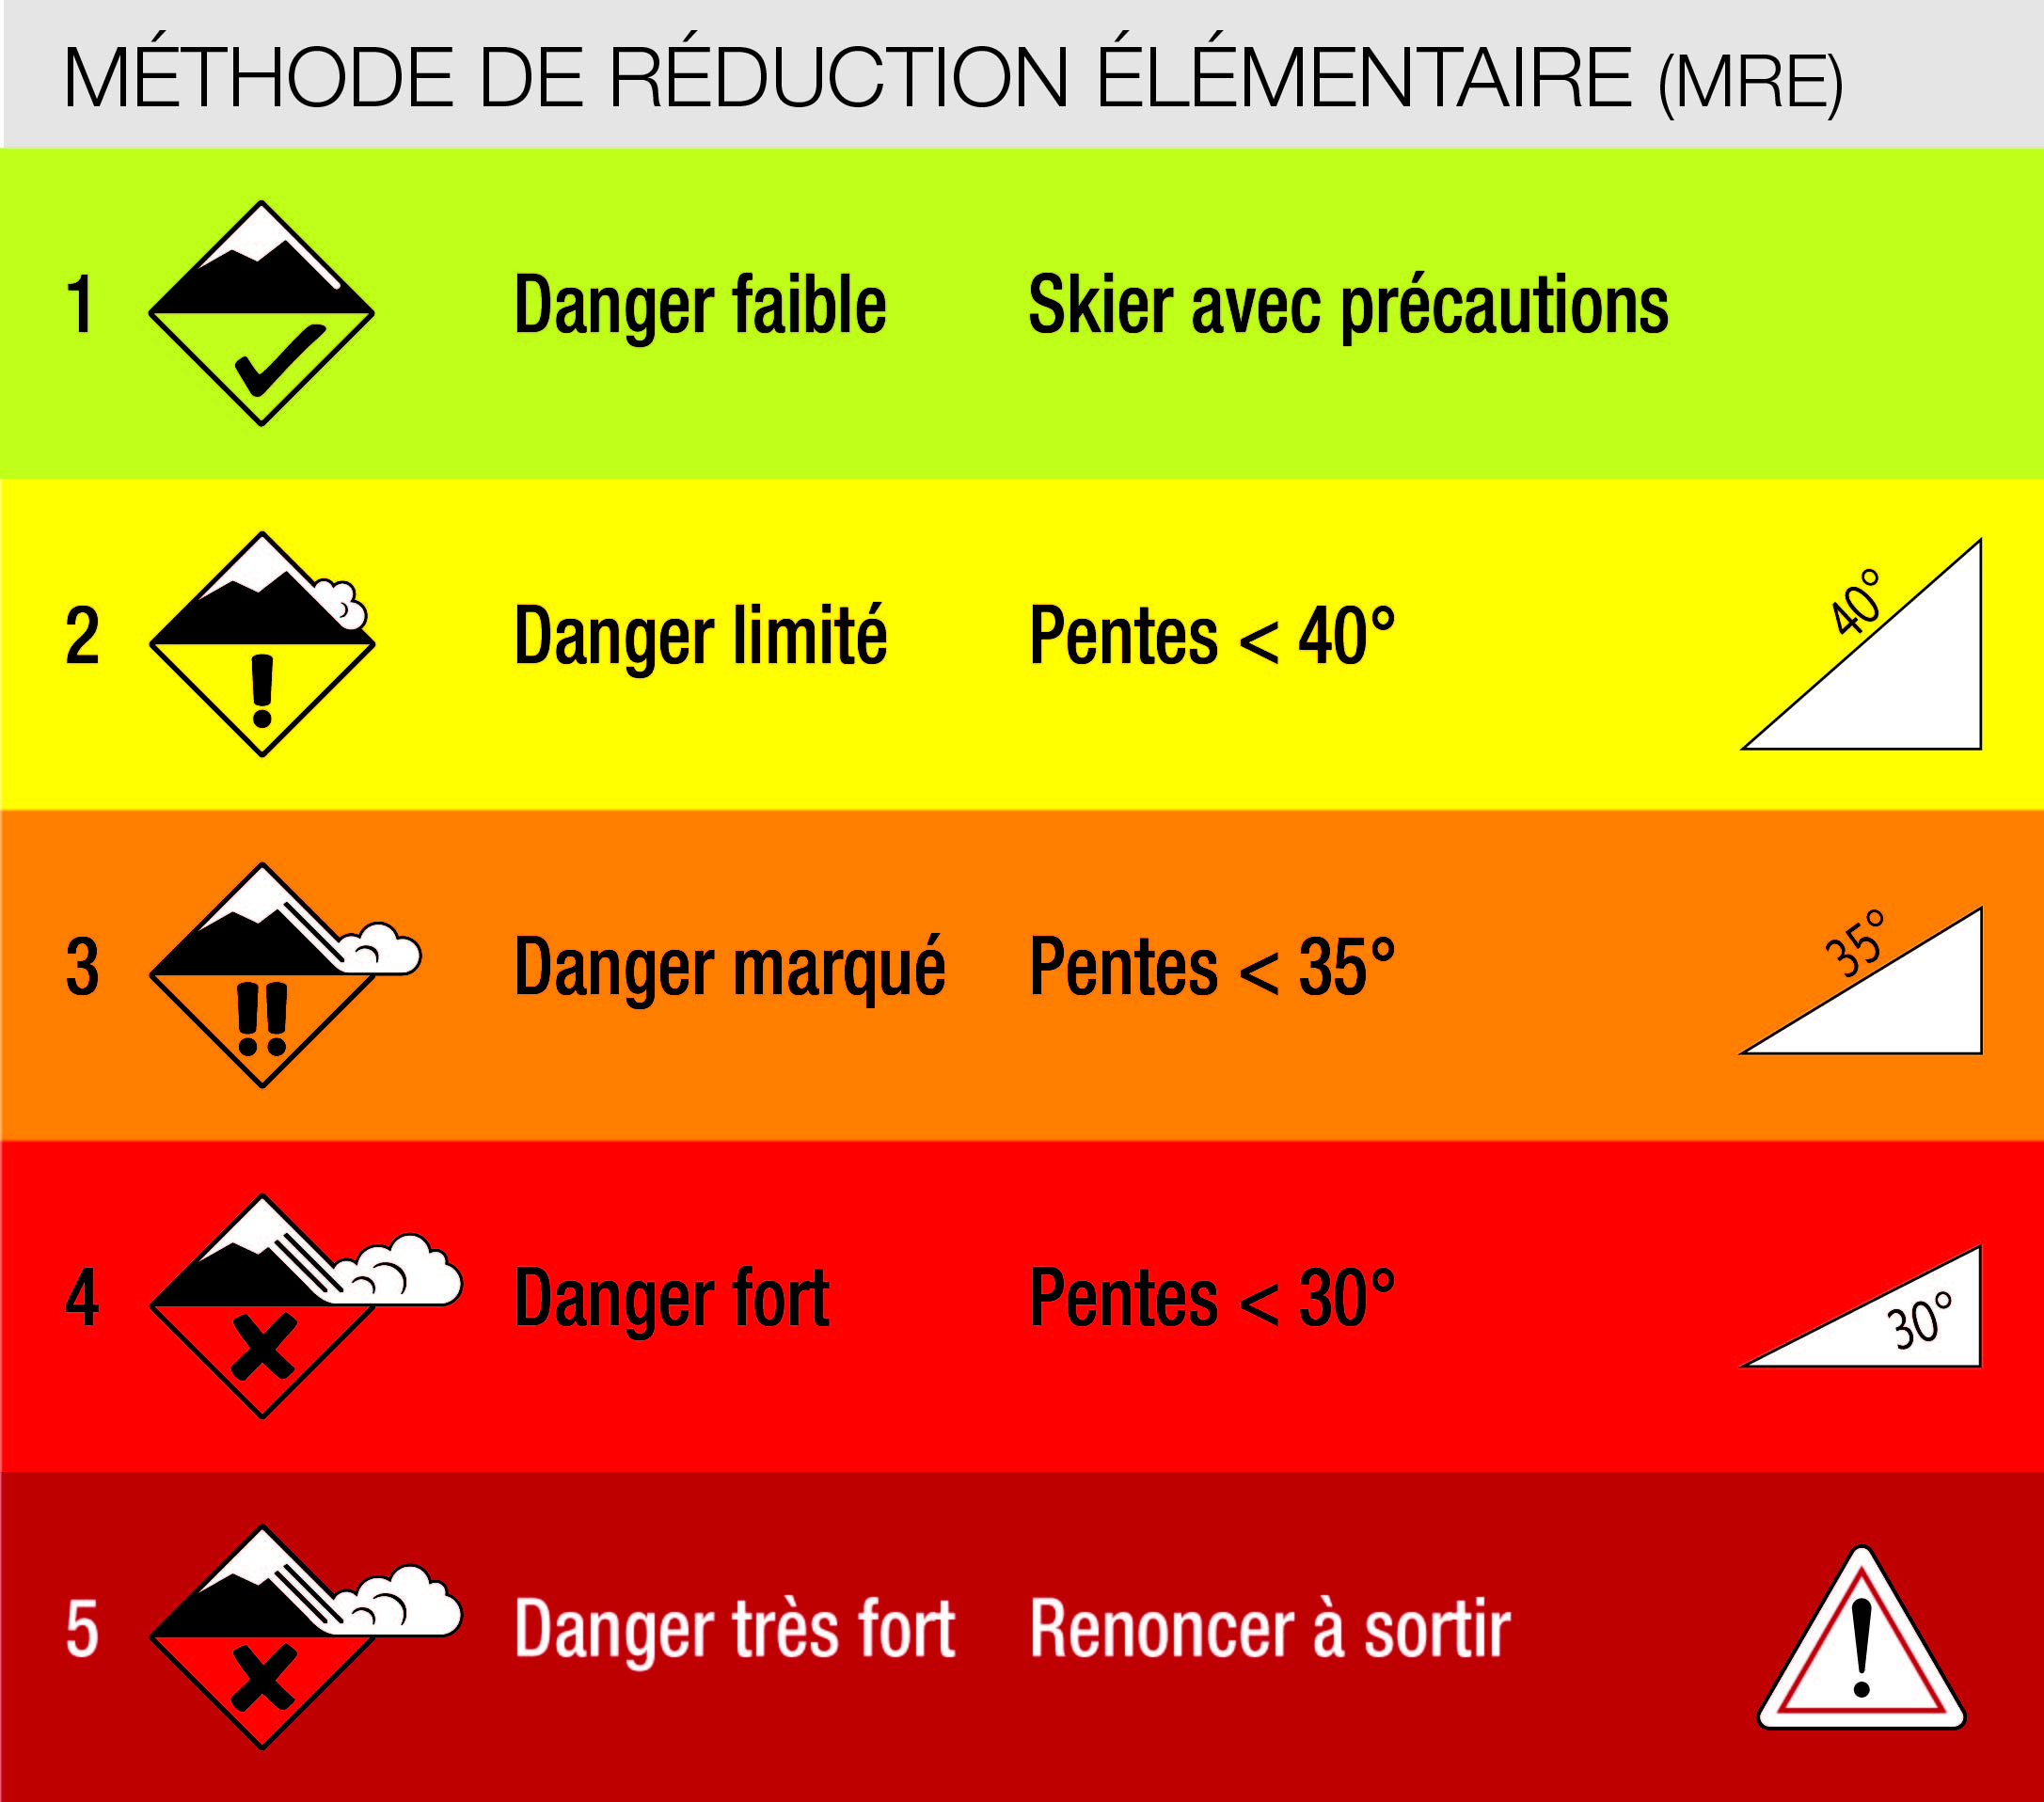 MÉTHODE DE RÉDUCTION ÉLÉMENTAIRE (MRE)
1 Danger faible Skier avec précautions
2 ! Danger limité Pentes < 40° 40°
3 !! Danger marqué Pentes < 35° 35°
4 Danger fort Pentes < 30° 30°
5 Danger très fort Renoncer à sortir !